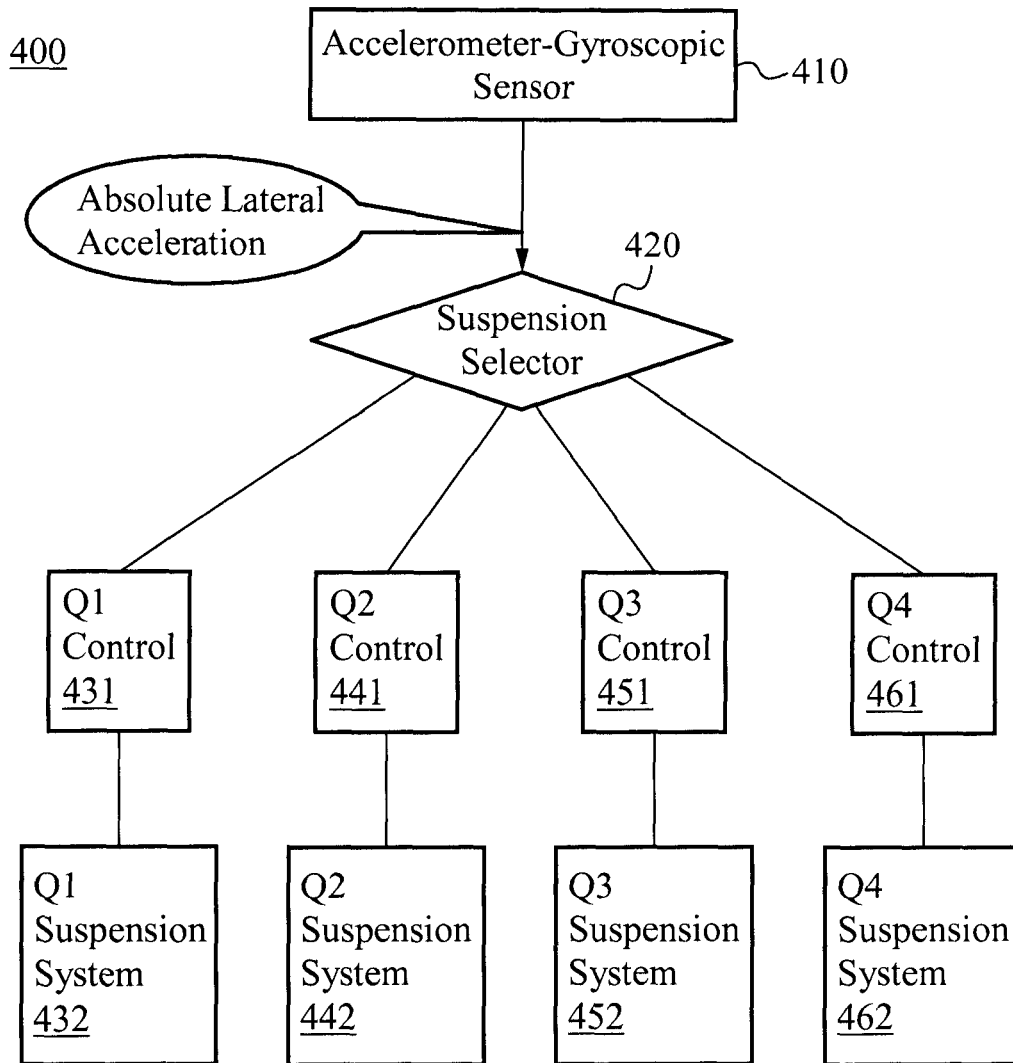 400
Accelerometer-Gyroscopic
Sensor
410
Absolute Lateral
Acceleration
420
Suspension
Selector
Q1
Control
431
Q2
Control
441
Q3
Control
451
Q4
Control
461
Q1
Suspension
System
432
Q2
Suspension
System
442
Q3
Suspension
System
452
Q4
Suspension
System
462